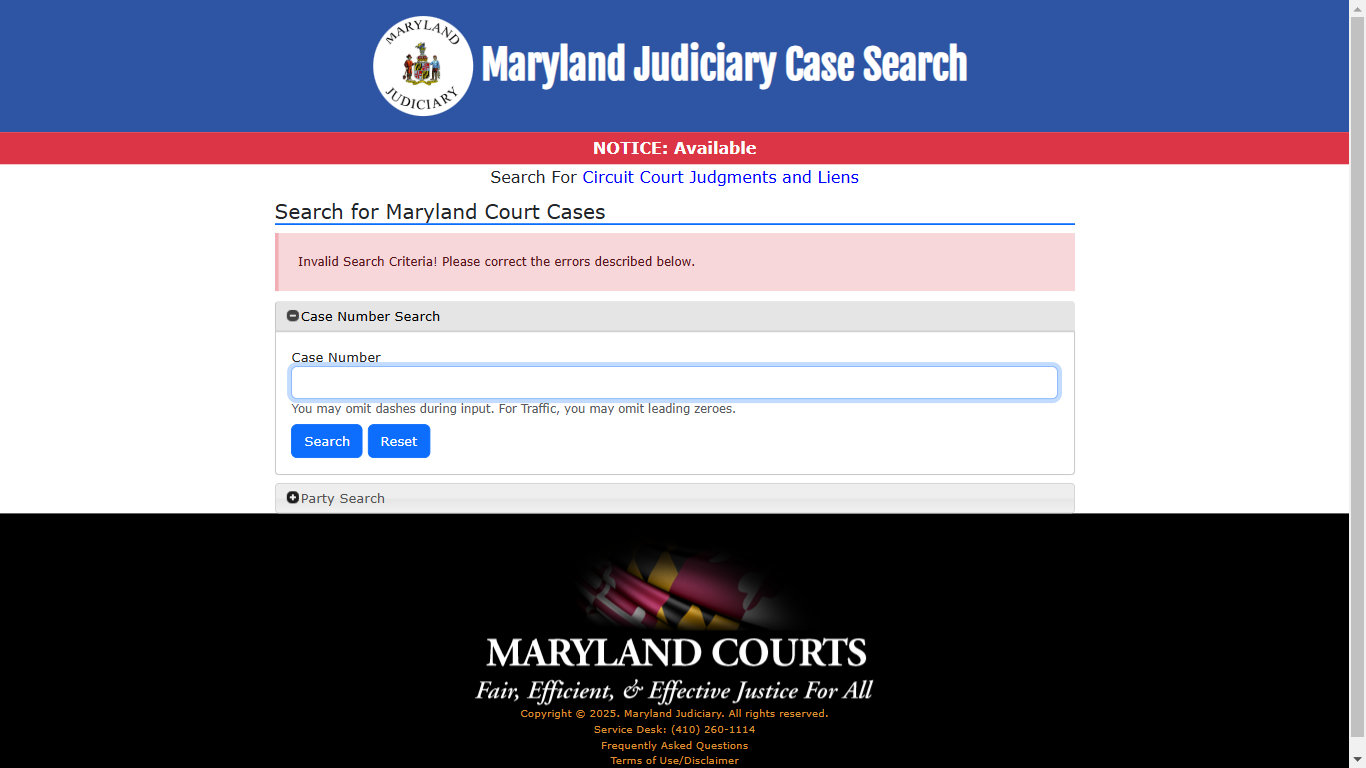 MARYLAND
JUDICIARY
Maryland Judiciary Case Search
NOTICE: Available
Search For Circuit Court Judgments and Liens
Search for Maryland Court Cases
Invalid Search Criteria! Please correct the errors described below.
Case Number Search
Case Number
You may omit dashes during input. For Traffic, you may omit leading zeroes.
Search Reset
Party Search
MARYLAND COURTS
Fair, Efficient, & Effective Justice For All
Copyright © 2025. Maryland Judiciary. All rights reserved.
Service Desk: (410) 260-1114
Frequently Asked Questions
Terms of Use/Disclaimer